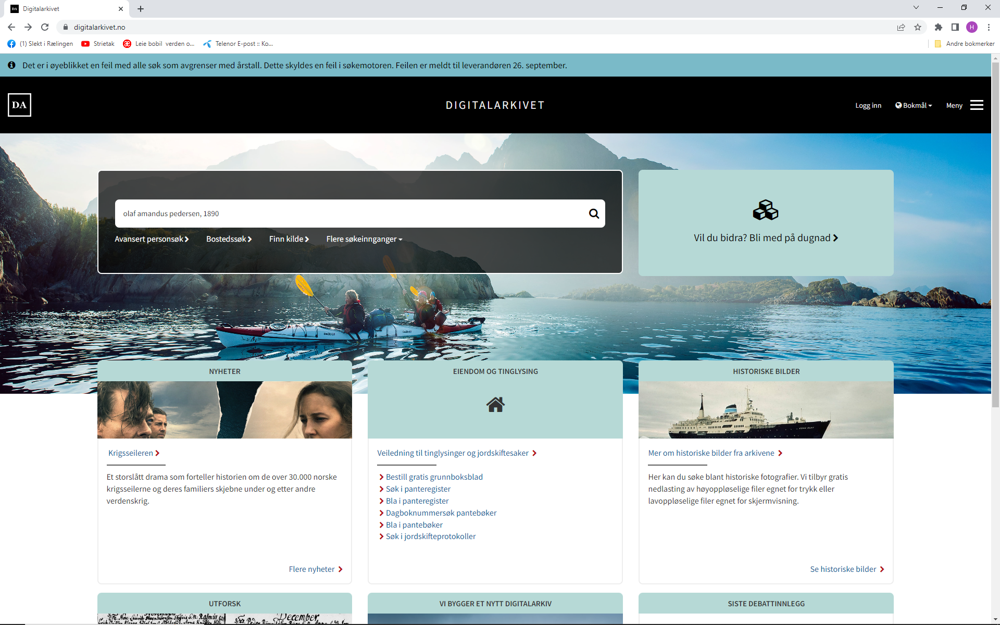 Digitalarkivet
digitalarkivet.no
H
(1) Slekt i Rælingen
Strietak
Leie bobil verden o...
Telenor E-post :: Ko...
Andre bokmerker
Det er i øyeblikket en feil med alle søk som avgrenser med årstall. Dette skyldes en feil i søkemotoren. Feilen er meldt til leverandøren 26. september.
DA
DIGITALARKIVET
Logg inn
Bokmål
Meny
olaf amandus pedersen, 1890
Avansert personsøk
Bostedssøk
Finn kilde
Flere søkeinnganger
Vil du bidra? Bli med på dugnad
NYHETER
Krigsseileren
Et storslått drama som forteller historien om de over 30.000 norske
krigsseilerne og deres familiers skjebne under og etter andre
verdenskrig.
Flere nyheter
EIENDOM OG TINGLYSING
Veiledning til tinglysinger og jordskiftesaker
Bestill gratis grunnboksblad
Søk i panteregister
Bla i panteregister
Dagboknummersøk pantebøker
Bla i pantebøker
Søk i jordskifteprotokoller
HISTORISKE BILDER
KONG OLAV
Mer om historiske bilder fra arkivene
Her kan du søke blant historiske fotografier. Vi tilbyr gratis
nedlasting av høyoppløselige filer egnet for trykk eller
lavoppløselige filer egnet for skjermvisning.
Se historiske bilder
UTFORSK
December
VI BYGGER ET NYTT DIGITALARKIV
SISTE DEBATTINNLEGG